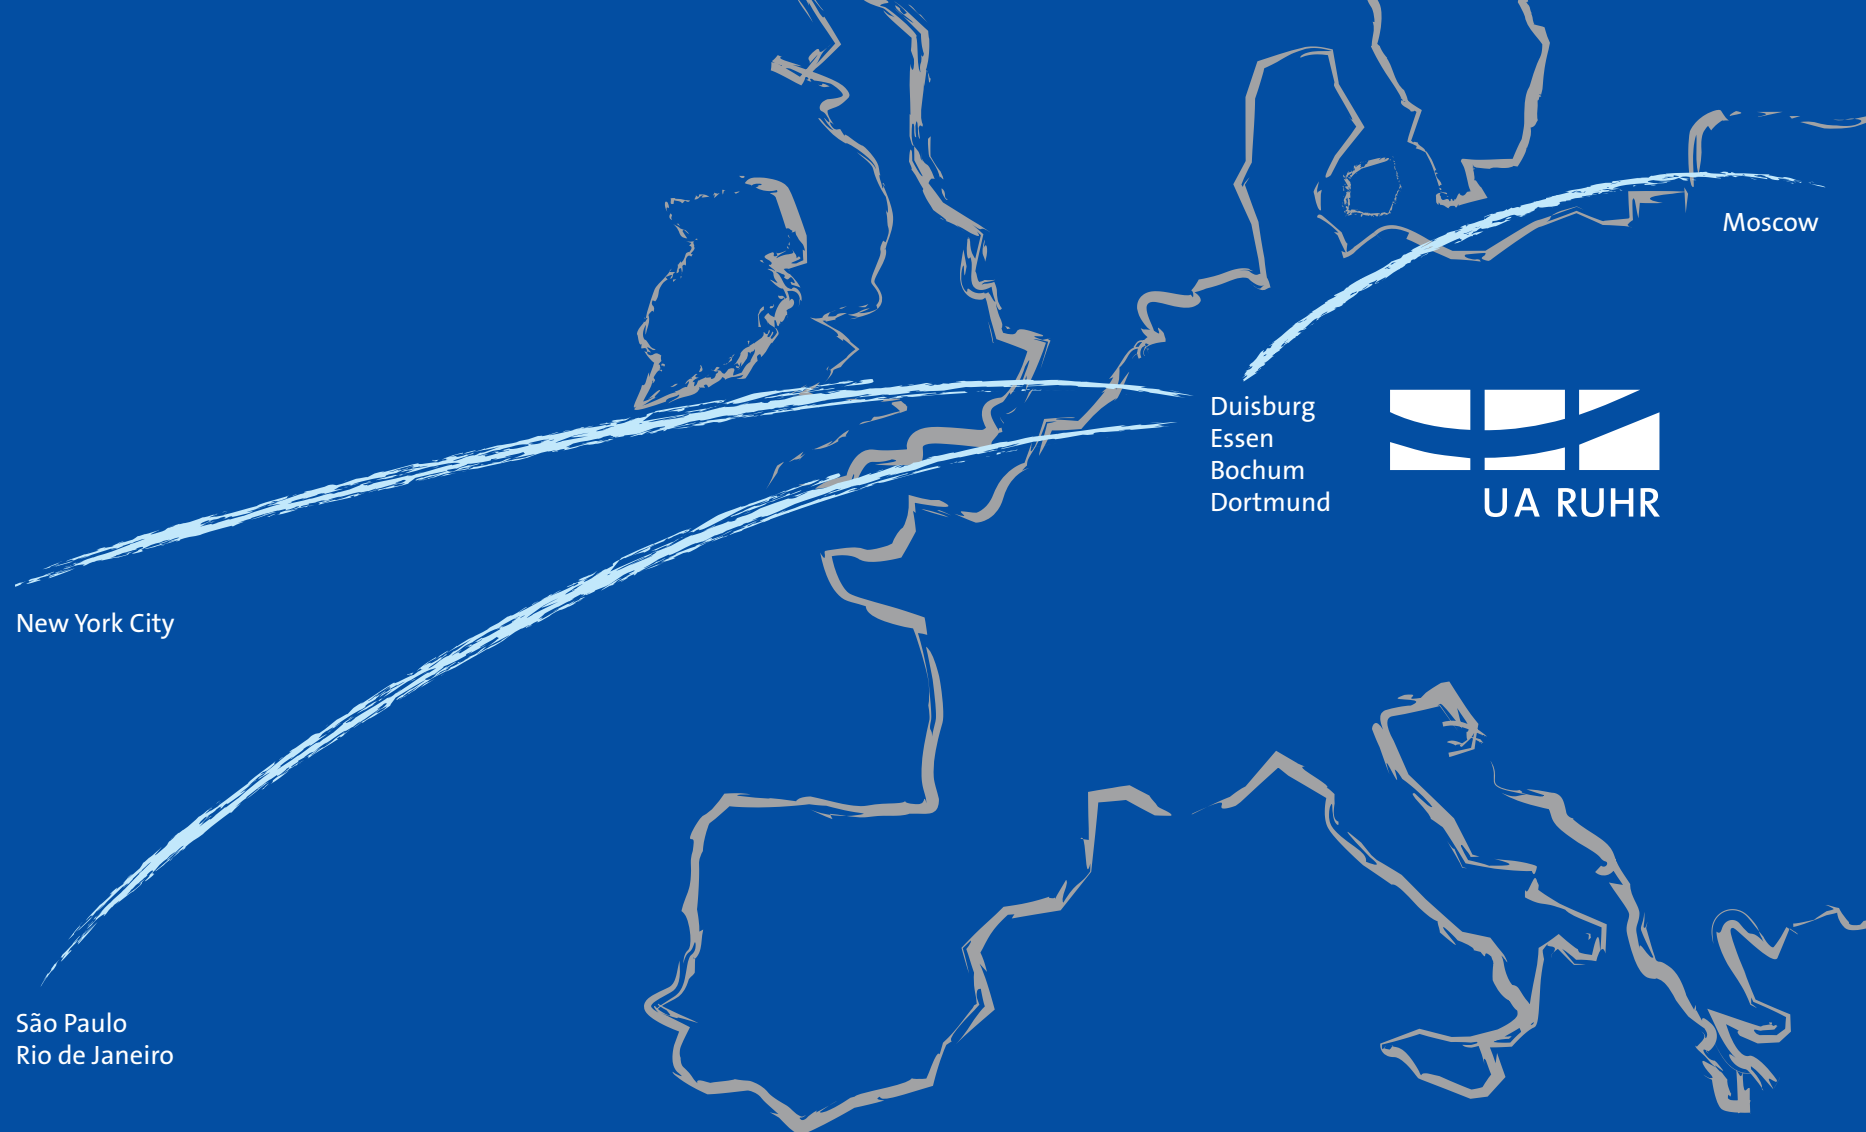 Moscow
Duisburg
Essen
Bochum
Dortmund
UA RUHR
New York City
São Paulo
Rio de Janeiro